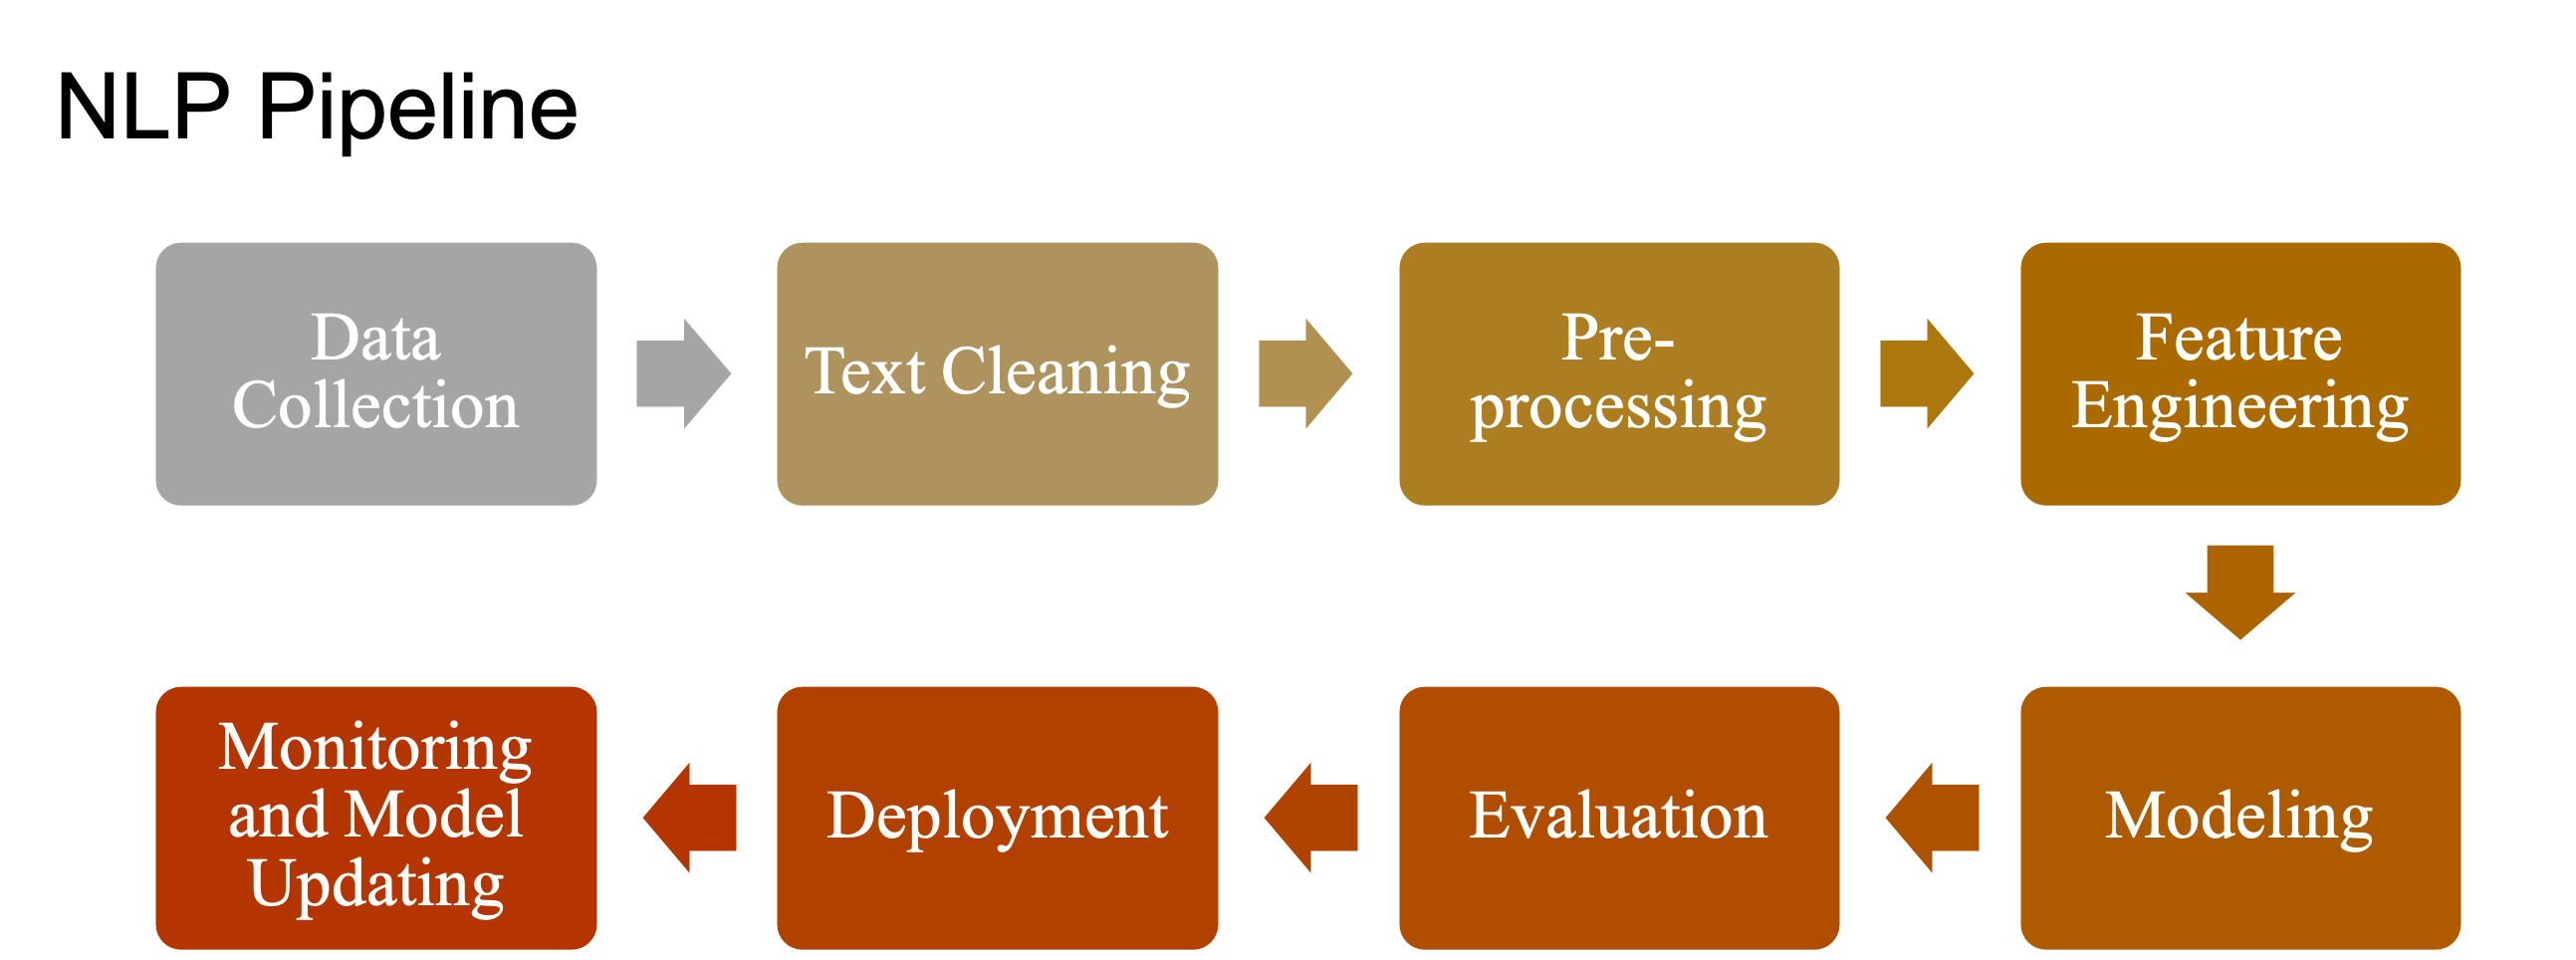 NLP Pipeline
Data
Collection
Text Cleaning
Pre-
processing
Feature
Engineering
Modeling
Evaluation
Deployment
Monitoring
and Model
Updating